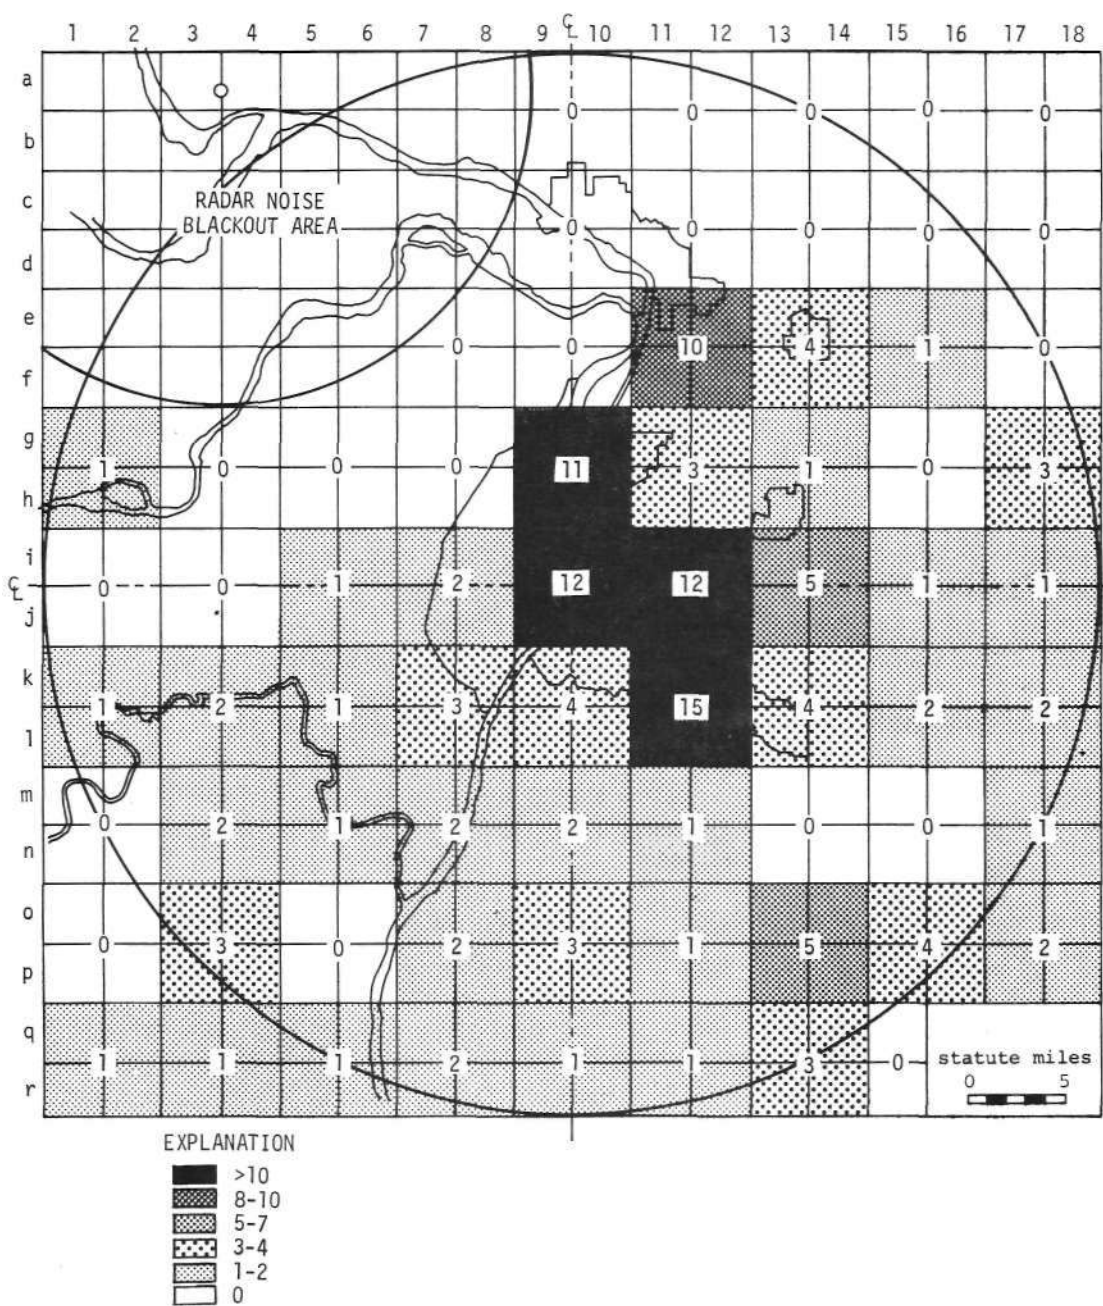 ℄
1 2 3 4 5 6 7 8 9 10 11 12 13 14 15 16 17 18
a
0 0 0 0 0
b
c
RADAR NOISE
BLACKOUT AREA
0 0 0 0 0
d
e
0 0 10 4 1 0
f
g
1 0 0 0 11 3 1 0 3
h
i
℄ 0 0 1 2 12 12 5 1 1
j
k
1 2 1 3 4 15 4 2 2
l
m
0 2 1 2 2 1 0 0 1
n
o
0 3 0 2 3 1 5 4 2
p
q
1 1 1 2 1 1 3 0
r
statute miles
0 5
EXPLANATION
>10
8-10
5-7
3-4
1-2
0